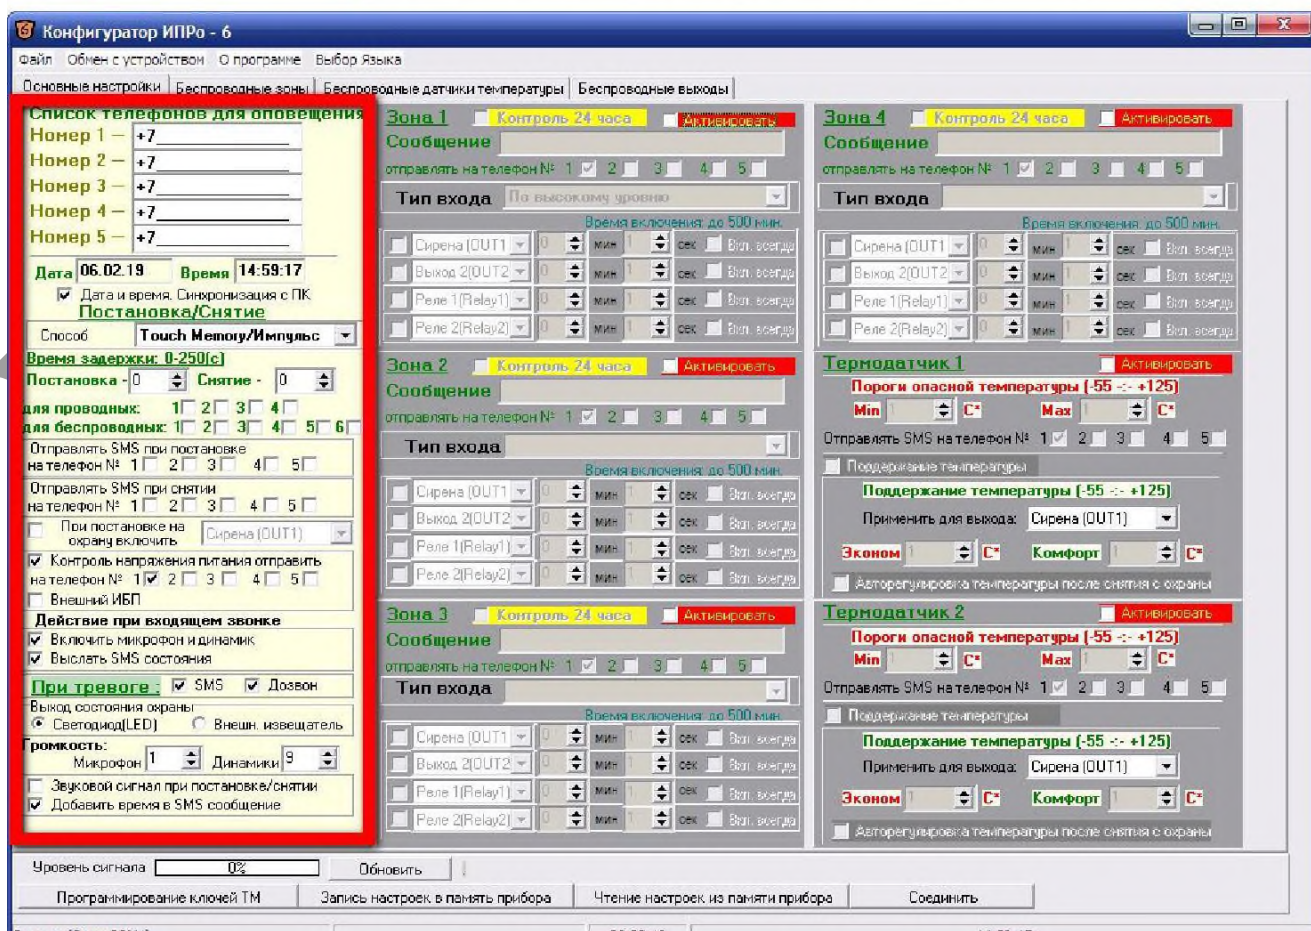 Конфигуратор ИПРо - 6
Файл Обмен с устройством О программе Выбор Языка
Основные настройки Беспроводные зоны Беспроводные датчики температуры Беспроводные выходы
Список телефонов для оповещения
Номер 1 – +7
Номер 2 – +7
Номер 3 – +7
Номер 4 – +7
Номер 5 – +7
Дата 06.02.19 Время 14:59:17
Дата и время. Синхронизация с ПК
Постановка/Снятие
Способ Touch Memory/Импульс
Время задержки: 0-250(с)
Постановка - 0 Снятие - 0
для проводных: 1 2 3 4
для беспроводных: 1 2 3 4 5 6
Отправлять SMS при постановке
на телефон № 1 2 3 4 5
Отправлять SMS при снятии
на телефон № 1 2 3 4 5
При постановке на
охрану включить Сирена (OUT1)
Контроль напряжения питания отправить
на телефон № 1 2 3 4 5
Внешний ИБП
Действие при входящем звонке
Включить микрофон и динамик
Выслать SMS состояния
При тревоге : SMS Дозвон
Выход состояния охраны
Светодиод(LED) Внешн. извещатель
Громкость:
Микрофон 1 Динамики 9
Звуковой сигнал при постановке/снятии
Добавить время в SMS сообщение
Зона 1 Контроль 24 часа Активировать
Сообщение
отправлять на телефон № 1 2 3 4 5
Тип входа По высокому уровню
Время включения: до 500 мин.
Сирена (OUT1 0 мин 1 сек Вкл. всегда
Выход 2(OUT2 0 мин 1 сек Вкл. всегда
Реле 1(Relay1) 0 мин 1 сек Вкл. всегда
Реле 2(Relay2) 0 мин 1 сек Вкл. всегда
Зона 2 Контроль 24 часа Активировать
Сообщение
отправлять на телефон № 1 2 3 4 5
Тип входа
Время включения: до 500 мин.
Сирена (OUT1 0 мин 1 сек Вкл. всегда
Выход 2(OUT2 0 мин 1 сек Вкл. всегда
Реле 1(Relay1) 0 мин 1 сек Вкл. всегда
Реле 2(Relay2) 0 мин 1 сек Вкл. всегда
Зона 3 Контроль 24 часа Активировать
Сообщение
отправлять на телефон № 1 2 3 4 5
Тип входа
Время включения: до 500 мин.
Сирена (OUT1 0 мин 1 сек Вкл. всегда
Выход 2(OUT2 0 мин 1 сек Вкл. всегда
Реле 1(Relay1) 0 мин 1 сек Вкл. всегда
Реле 2(Relay2) 0 мин 1 сек Вкл. всегда
Зона 4 Контроль 24 часа Активировать
Сообщение
отправлять на телефон № 1 2 3 4 5
Тип входа
Время включения: до 500 мин.
Сирена (OUT1 0 мин 1 сек Вкл. всегда
Выход 2(OUT2 0 мин 1 сек Вкл. всегда
Реле 1(Relay1) 0 мин 1 сек Вкл. всегда
Реле 2(Relay2) 0 мин 1 сек Вкл. всегда
Термодатчик 1 Активировать
Пороги опасной температуры (-55 -:- +125)
Min 1 C* Max 1 C*
Отправлять SMS на телефон № 1 2 3 4 5
Поддержание температуры
Поддержание температуры (-55 -:- +125)
Применить для выхода: Сирена (OUT1)
Эконом 1 C* Комфорт 1 C*
Авторегулировка температуры после снятия с охраны
Термодатчик 2 Активировать
Пороги опасной температуры (-55 -:- +125)
Min 1 C* Max 1 C*
Отправлять SMS на телефон № 1 2 3 4 5
Поддержание температуры
Поддержание температуры (-55 -:- +125)
Применить для выхода: Сирена (OUT1)
Эконом 1 C* Комфорт 1 C*
Авторегулировка температуры после снятия с охраны
Уровень сигнала 0% Обновить
Программирование ключей ТМ Запись настроек в память прибора Чтение настроек из памяти прибора Соединить